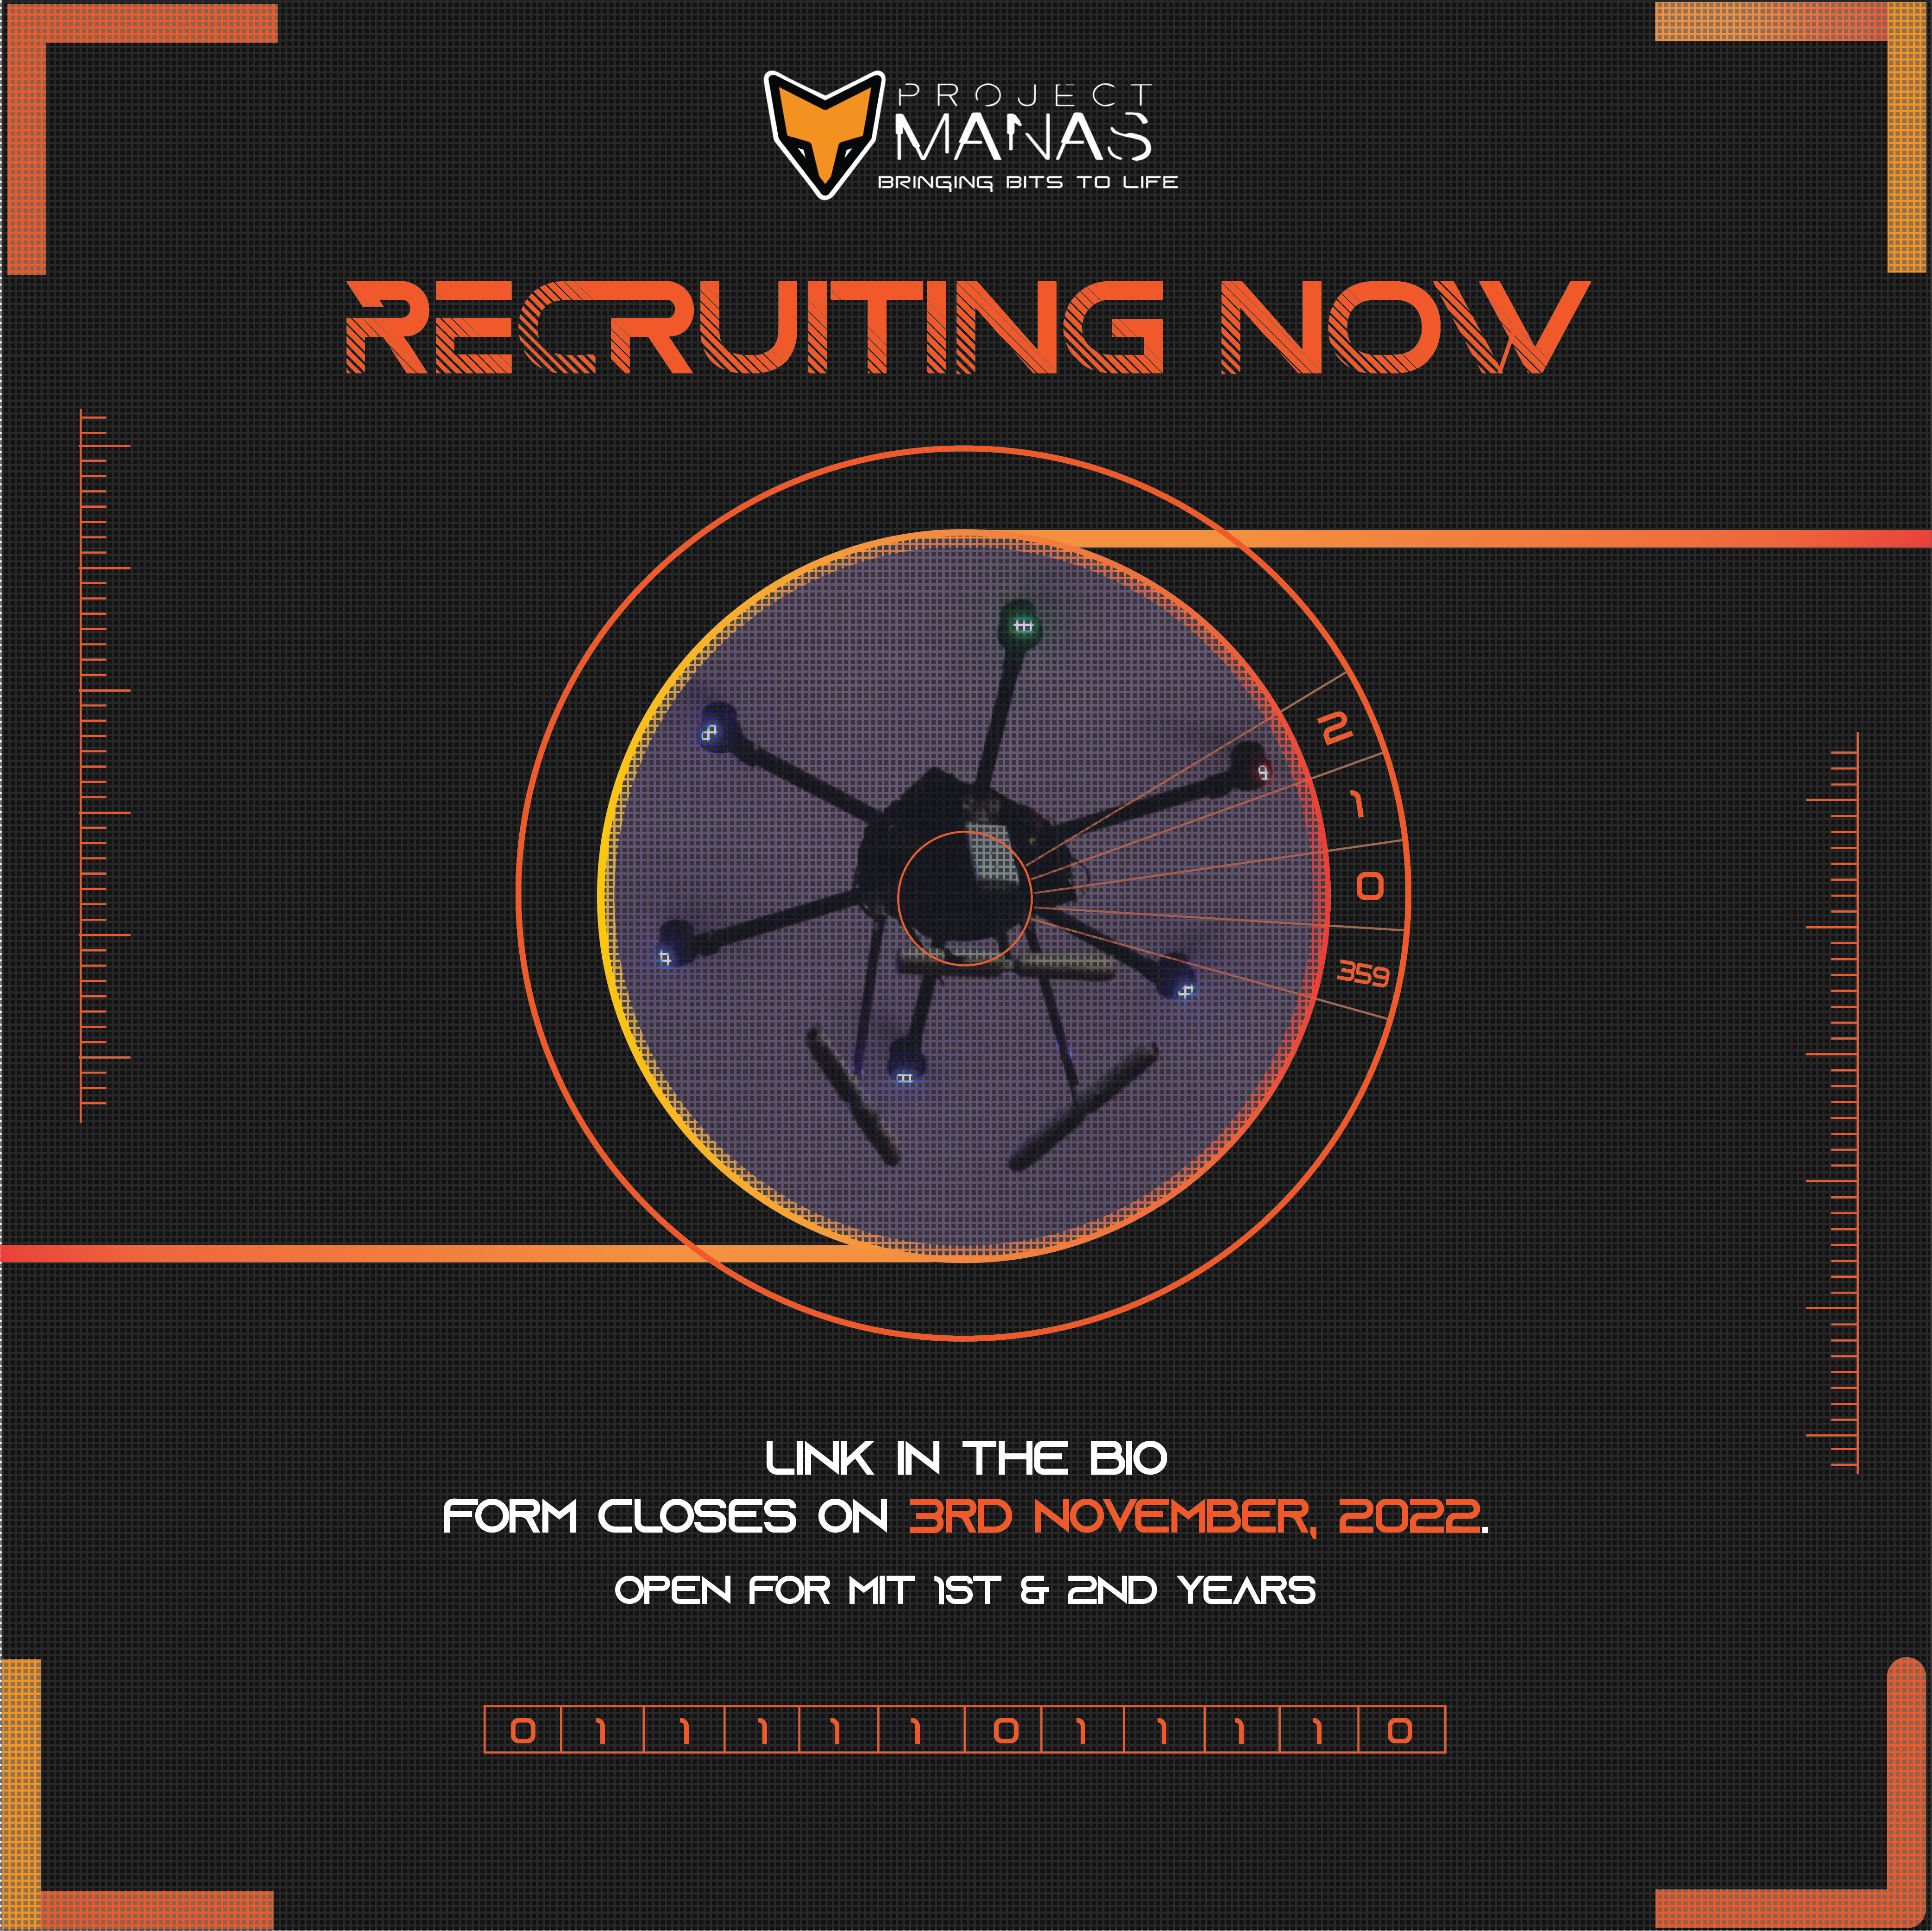 PROJECT
MANAS
BRINGING BITS TO LIFE
RECRUITING NOW
2
1
0
359
LINK IN THE BIO
FORM CLOSES ON 3RD NOVEMBER, 2022.
OPEN FOR MIT 1ST & 2ND YEARS
0 1 1 1 1 1 0 1 1 1 1 0